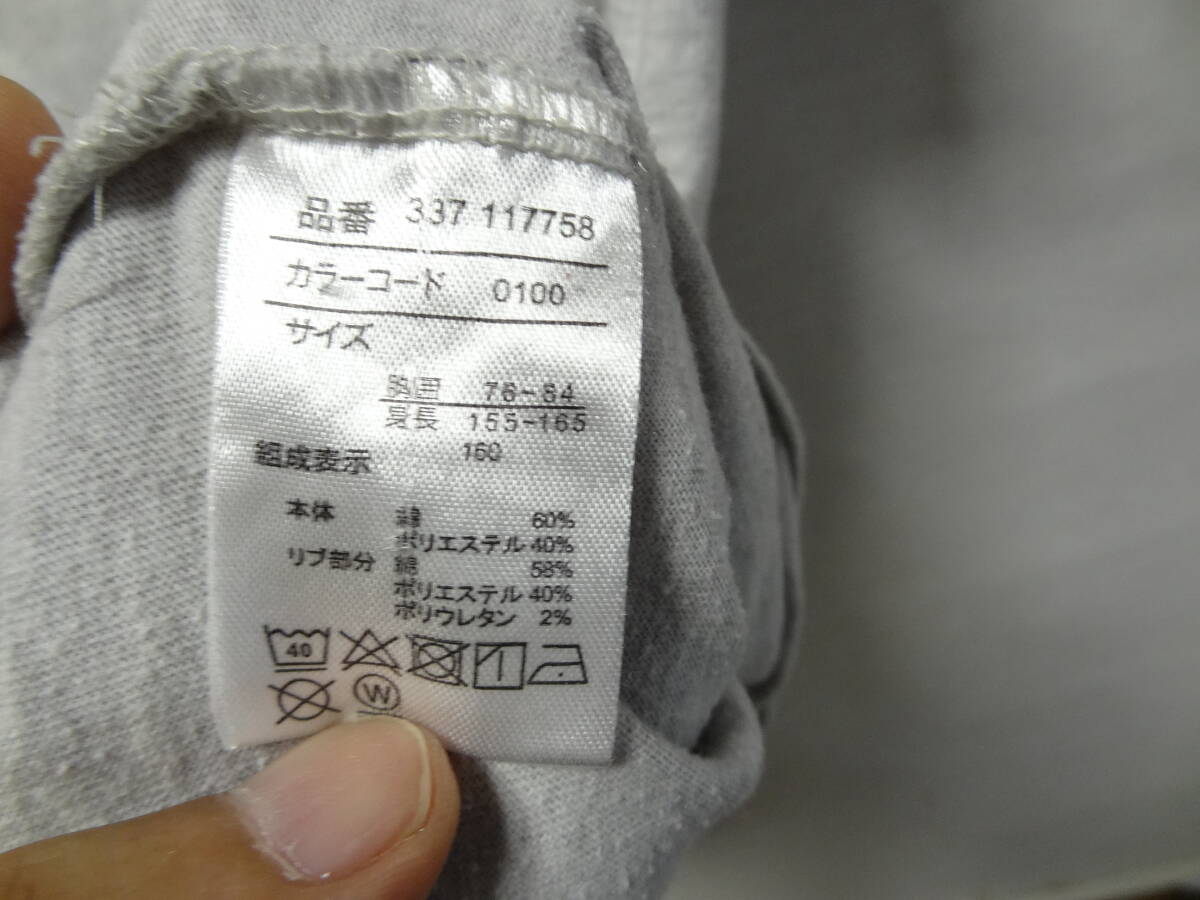 品番 337 117758
カラーコード 0100
サイズ
胸囲 76~84
身長 155~165
160
組成表示
本体 綿 60%
ポリエステル 40%
リブ部分 綿 58%
ポリエステル 40%
ポリウレタン 2%
40
W